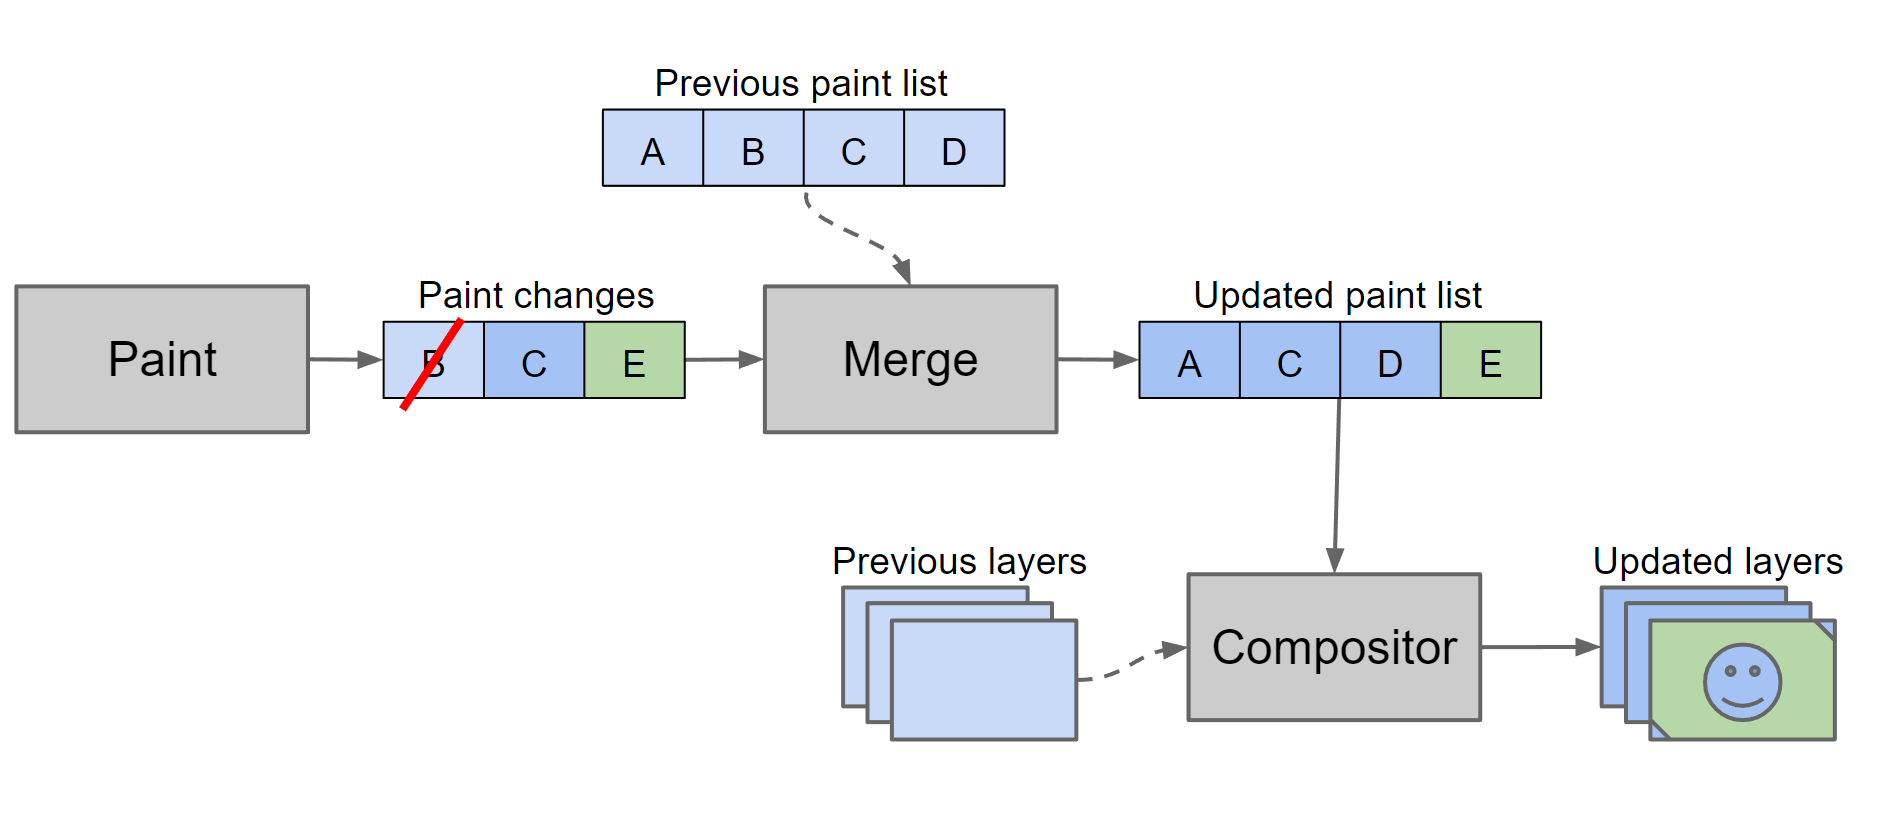 Previous paint list
A B C D
Paint changes
Updated paint list
Paint
B C E
Merge
A C D E
Previous layers
Updated layers
Compositor